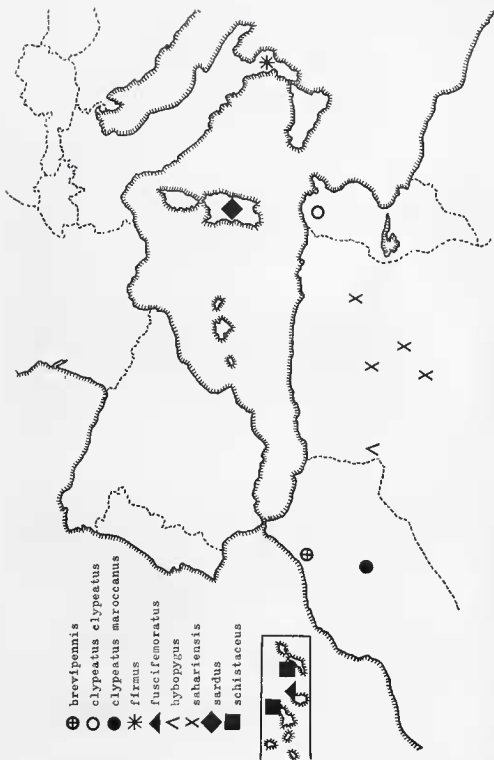 brevipennis
clypeatus clypeatus
clypeatus maroccanus
firmus
fuscifemoratus
hybopygus
sahariensis
sardus
schistaceus